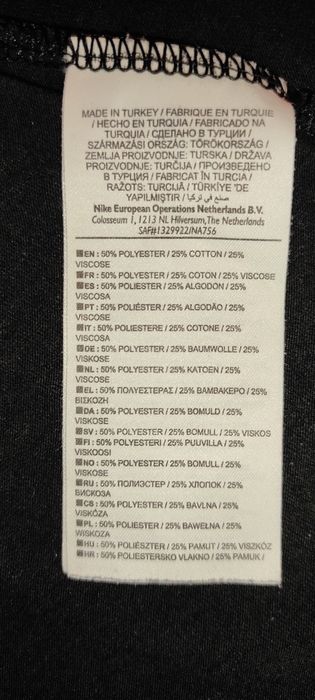 MADE IN TURKEY / FABRIQUE EN TURQUIE
/ HECHO EN TURQUIA / FABRICADO NA
TURQUIA / СДЕЛАНО В ТУРЦИИ /
SZÁRMAZÁSI ORSZÁG: TÖRÖKORSZÁG /
ZEMLJA PROIZVODNJE: TURSKA / DRŽAVA
PROIZVODNJE: TURČIJA / ПРОИЗВЕДЕНО
В ТУРЦИЯ / FABRICAT ÎN TURCIA /
RAŽOTS: TURCIJĀ / TÜRKİYE 'DE
YAPILMIŞTIR / صنع في تركيا
Nike European Operations Netherlands B.V.
Colosseum 1, 1213 NL Hilversum, The Netherlands
SAF#1329922/NA756
EN : 50% POLYESTER / 25% COTTON / 25%
VISCOSE
FR : 50% POLYESTER / 25% COTON / 25% VISCOSE
ES : 50% POLIÉSTER / 25% ALGODON / 25%
VISCOSA
PT : 50% POLIÉSTER / 25% ALGODÃO / 25%
VISCOSE
IT : 50% POLIESTERE / 25% COTONE / 25%
VISCOSA
DE : 50% POLYESTER / 25% BAUMWOLLE / 25%
VISKOSE
NL : 50% POLYESTER / 25% KATOEN / 25%
VISCOSE
EL : 50% ΠΟΛΥΕΣΤΕΡΑΣ / 25% ΒΑΜΒΑΚΕΡΟ / 25%
ΒΙΣΚΟΖΗ
DA : 50% POLYESTER / 25% BOMULD / 25%
VISKOSE
SV : 50% POLYESTER / 25% BOMULL / 25% VISKOS
FI : 50% POLYESTERI / 25% PUUVILLA / 25%
VISKOOSI
NO : 50% POLYESTER / 25% BOMULL / 25%
VISKOSE
RU : 50% ПОЛИЭСТЕР / 25% ХЛОПОК / 25%
ВИСКОЗА
CS : 50% POLYESTER / 25% BAVLNA / 25%
VISKÓZA
PL : 50% POLIESTER / 25% BAWEŁNA / 25%
WISKOZA
HU : 50% POLIÉSZTER / 25% PAMUT / 25% VISZKÓZ
HR : 50% POLIESTERSKO VLAKNO / 25% PAMUK /